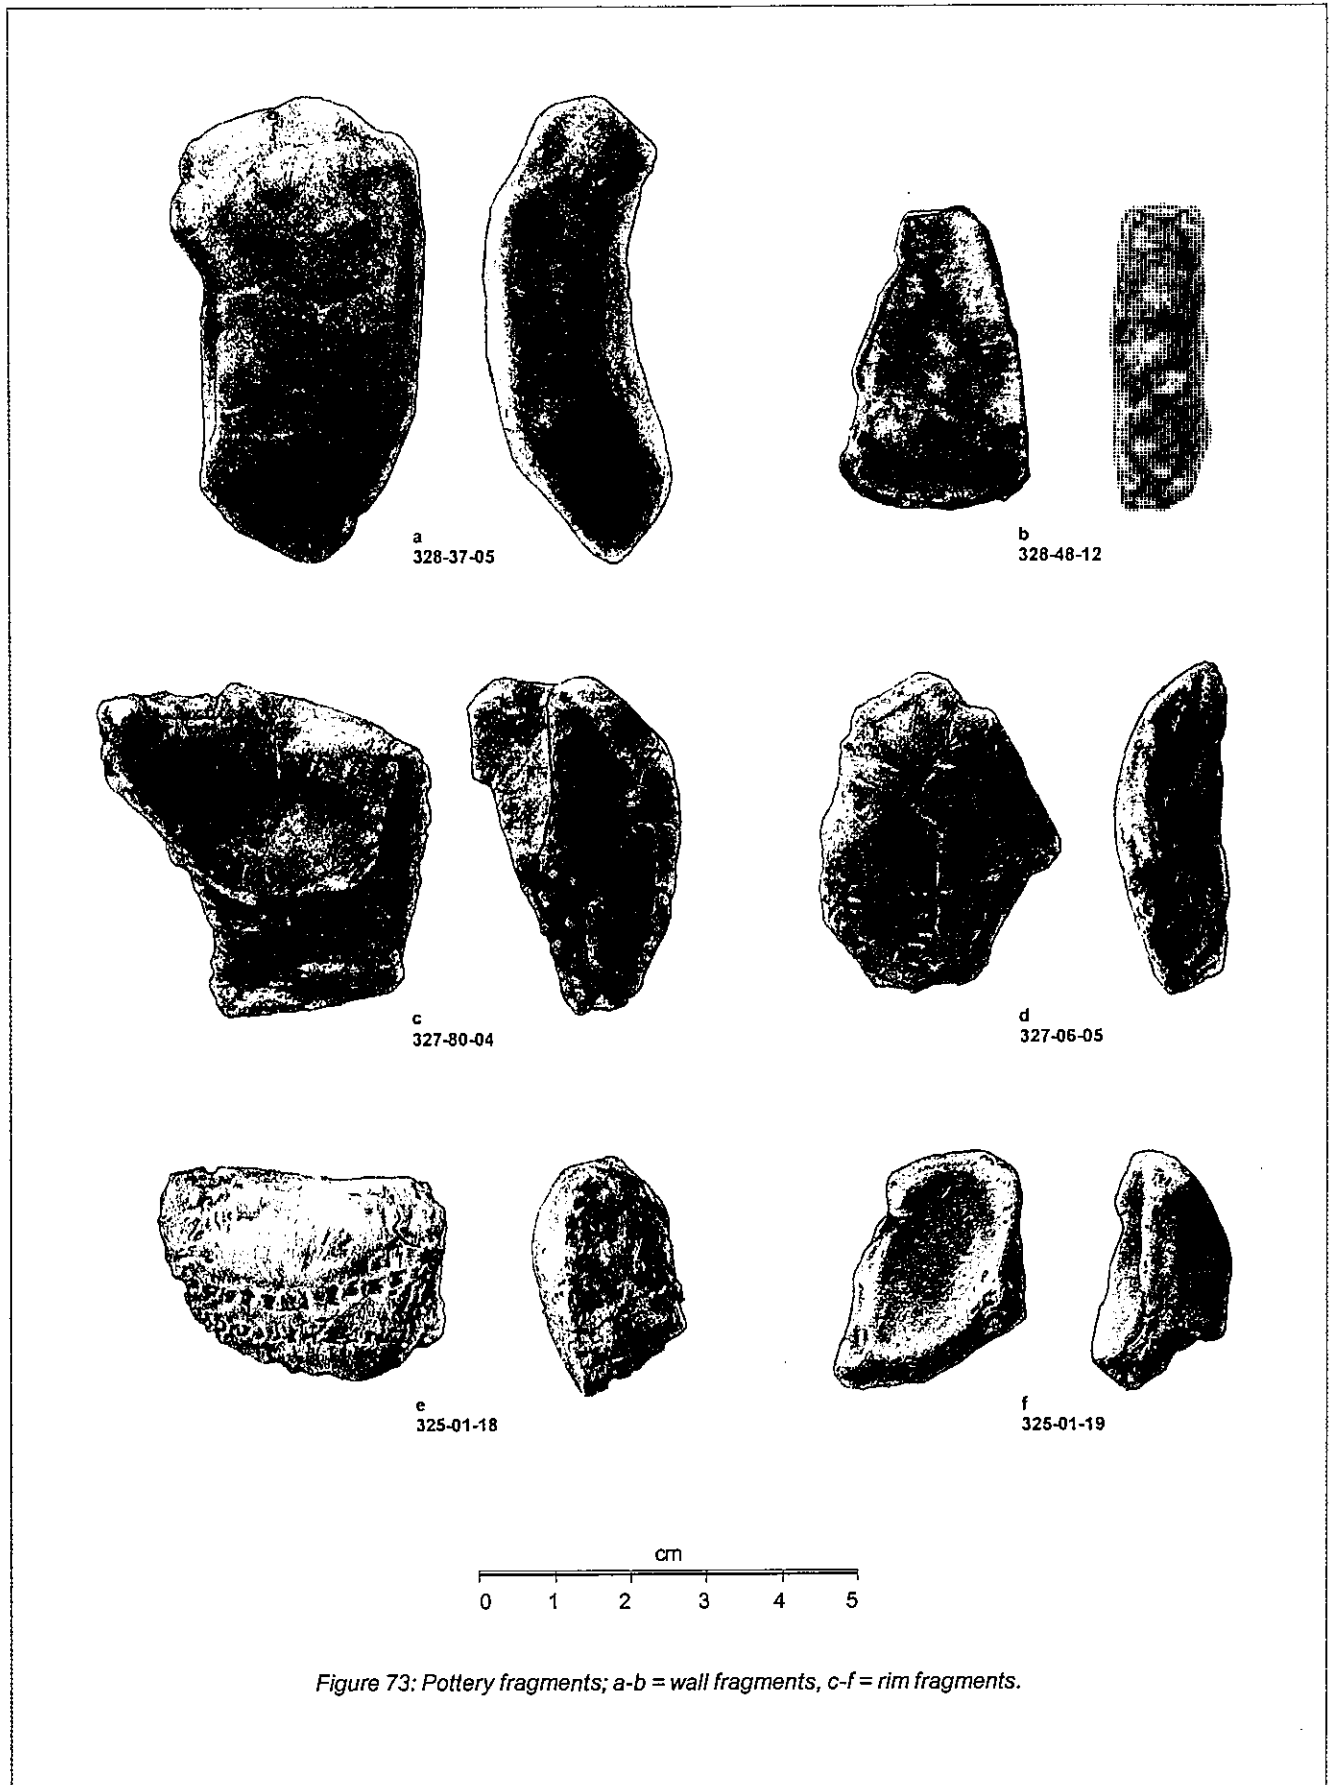 a
328-37-05
b
328-48-12
c
327-80-04
d
327-06-05
e
325-01-18
f
325-01-19
cm
0 1 2 3 4 5
Figure 73: Pottery fragments; a-b = wall fragments, c-f = rim fragments.